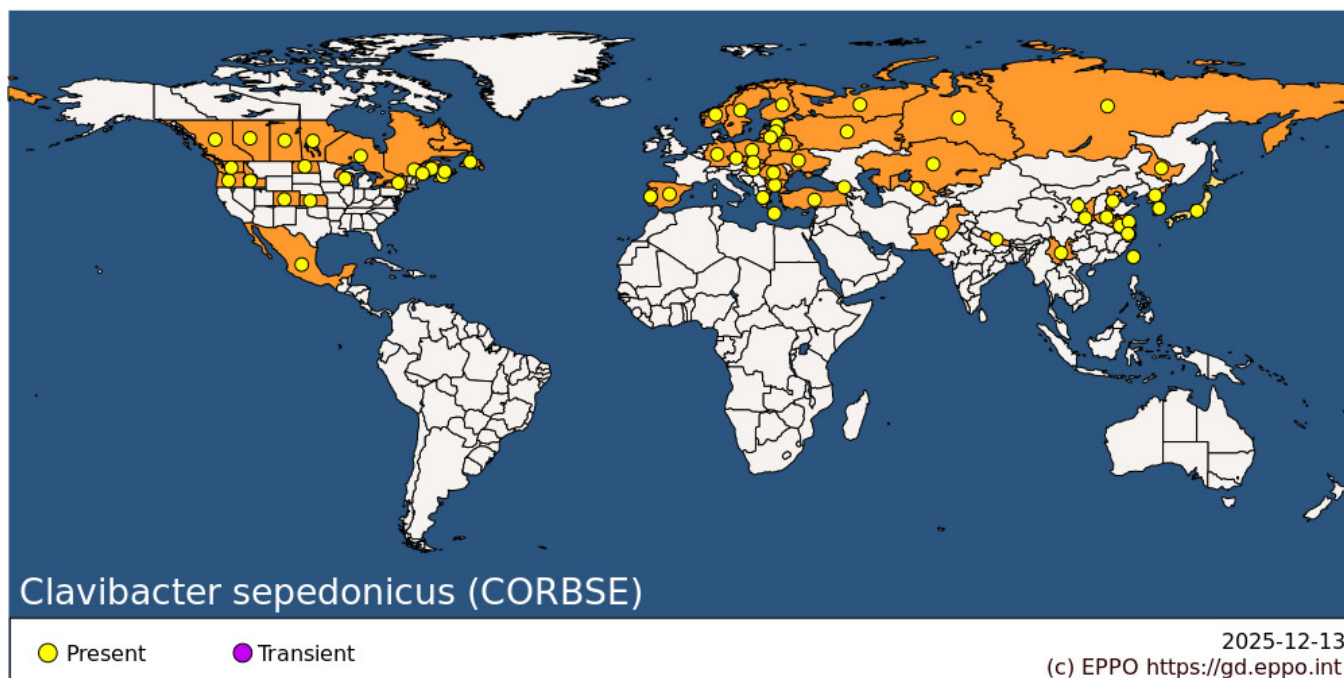 Clavibacter sepedonicus (CORBSE)
Present
Transient
2025-12-13
(c) EPPO https://gd.eppo.int